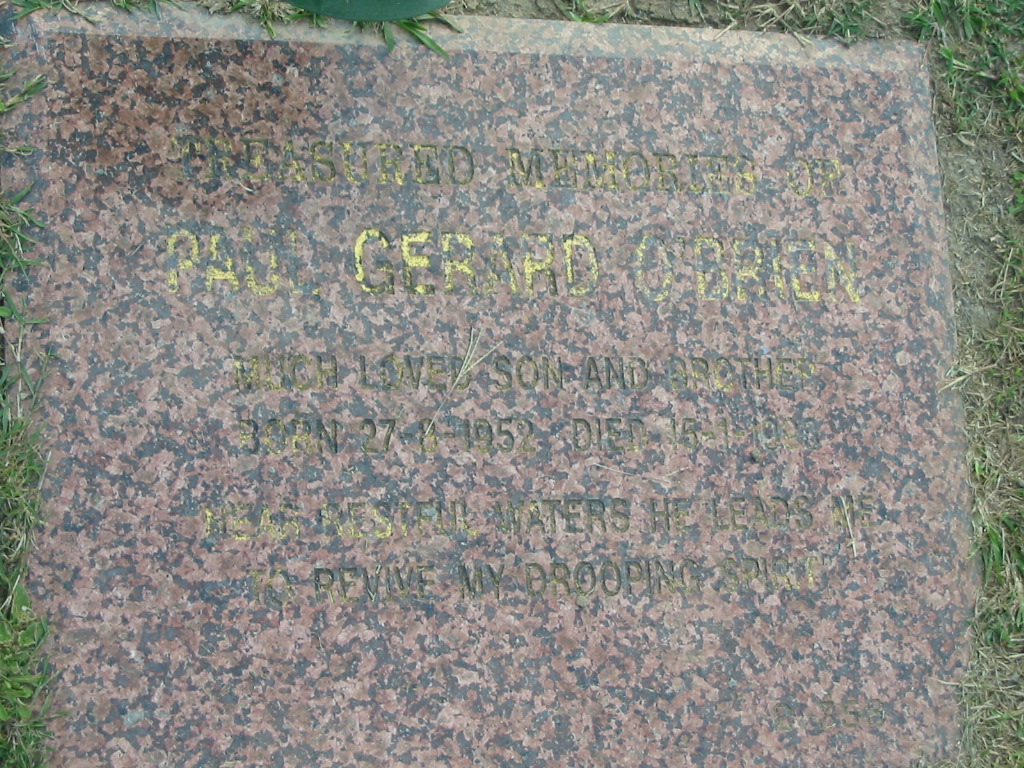 TREASURED MEMORIES OF
PAUL GERARD O'BRIEN
MUCH LOVED SON AND BROTHER
BORN 27-8-1952 DIED
NEAR RESTFUL WATERS HE LEADS ME
TO REVIVE MY DROOPING SPIRIT